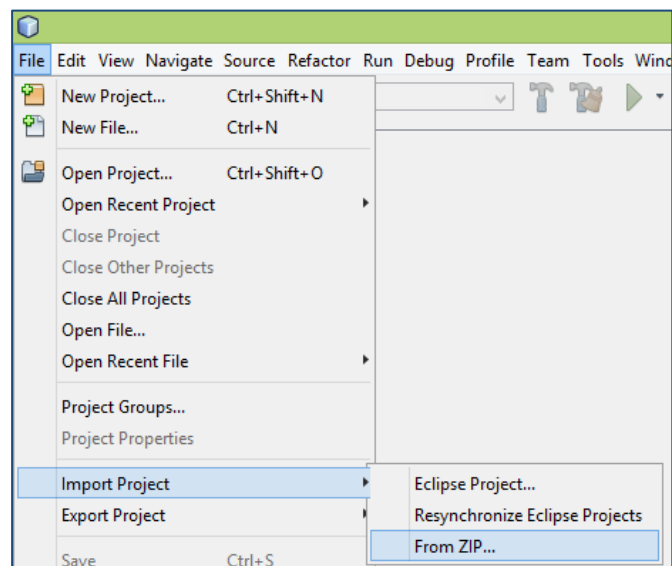 File Edit View Navigate Source Refactor Run Debug Profile Team Tools
New Project... Ctrl+Shift+N
New File... Ctrl+N
Open Project... Ctrl+Shift+O
Open Recent Project
Close Project
Close Other Projects
Close All Projects
Open File...
Open Recent File
Project Groups...
Project Properties
Import Project
Eclipse Project...
Export Project
Resynchronize Eclipse Projects
From ZIP...
Save Ctrl+S